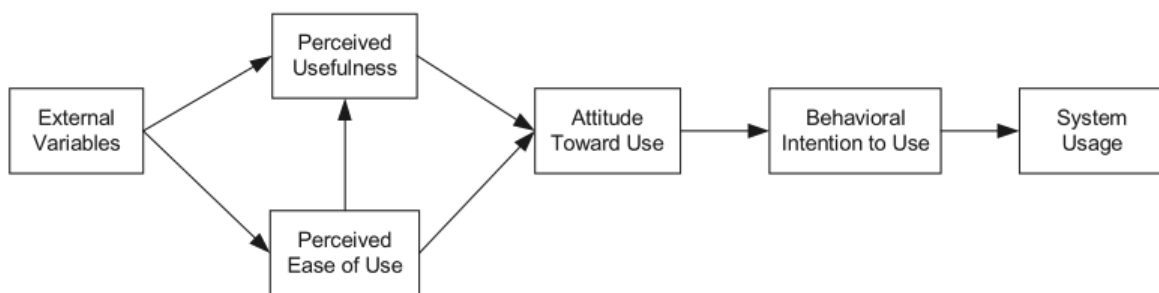 Perceived
Usefulness
External
Variables
Attitude
Toward Use
Behavioral
Intention to Use
System
Usage
Perceived
Ease of Use